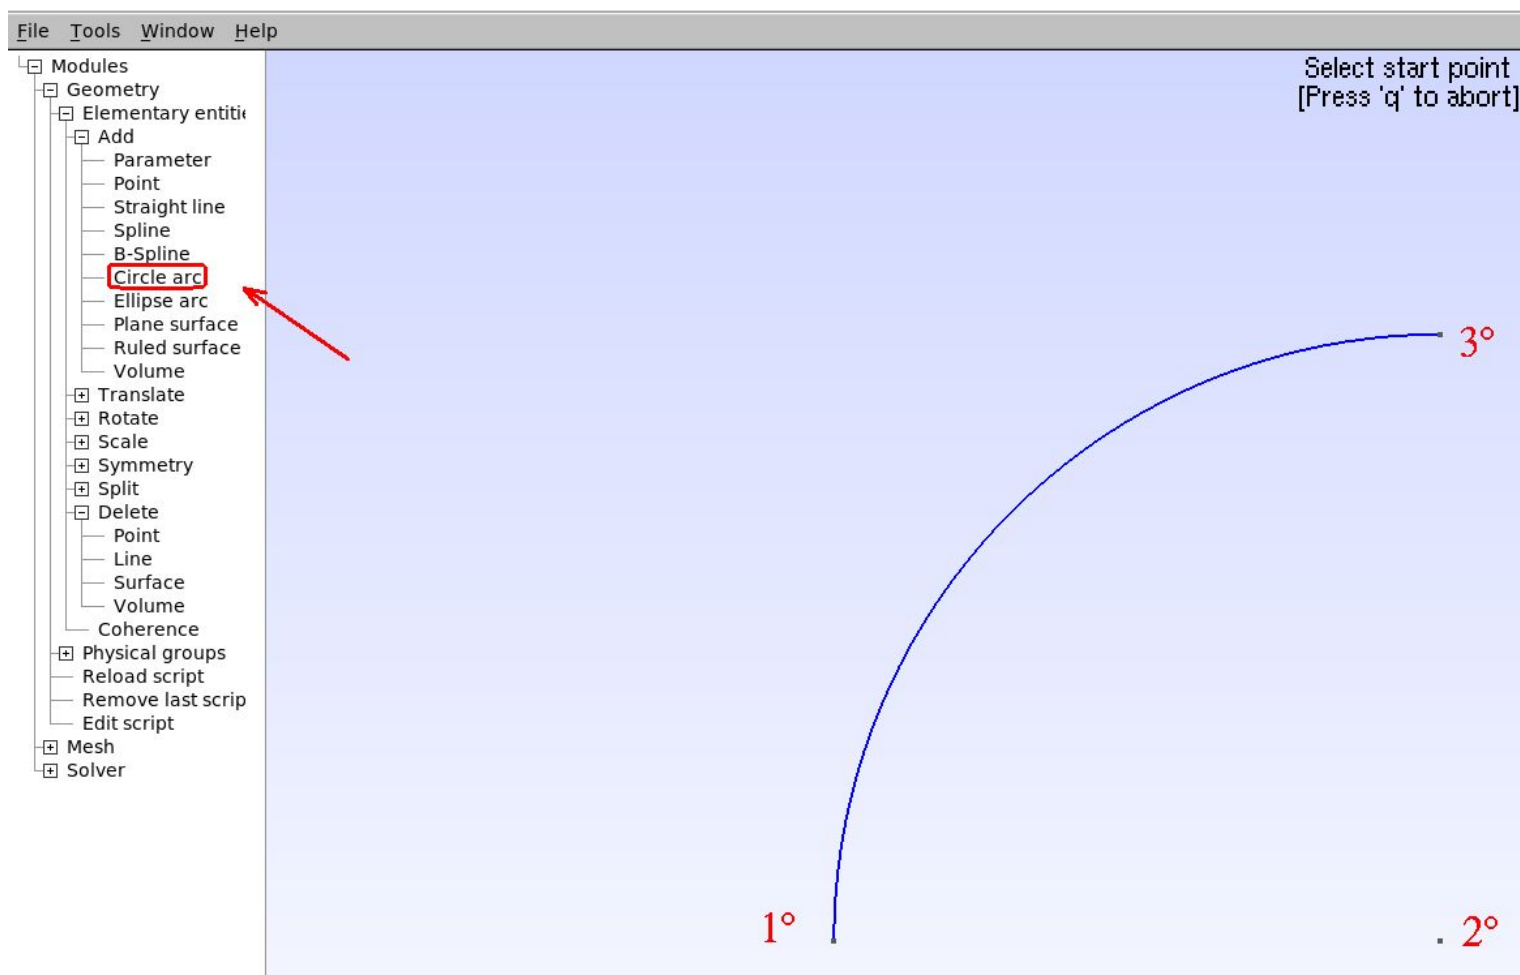 File Tools Window Help
Modules
Geometry
Elementary entitie
Add
Parameter
Point
Straight line
Spline
B-Spline
Circle arc
Ellipse arc
Plane surface
Ruled surface
Volume
Translate
Rotate
Scale
Symmetry
Split
Delete
Point
Line
Surface
Volume
Coherence
Physical groups
Reload script
Remove last scrip
Edit script
Mesh
Solver
Select start point
[Press 'q' to abort]
3°
1°
2°